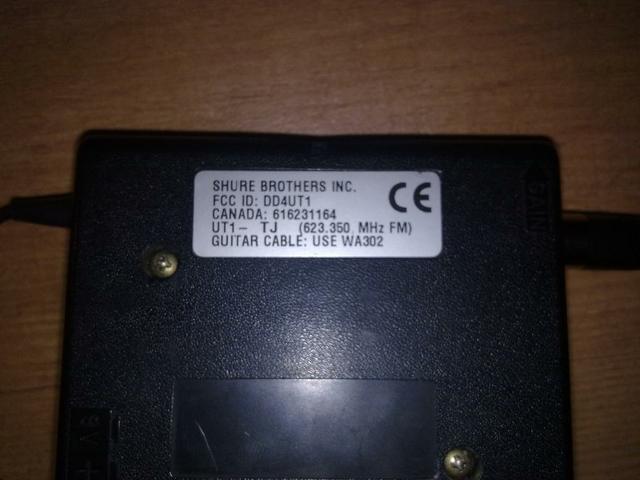 SHURE BROTHERS INC.
FCC ID: DD4UT1
CANADA: 616231164
UT1- TJ (623.350 MHz FM)
GUITAR CABLE: USE WA302
CE
GAIN
9V +